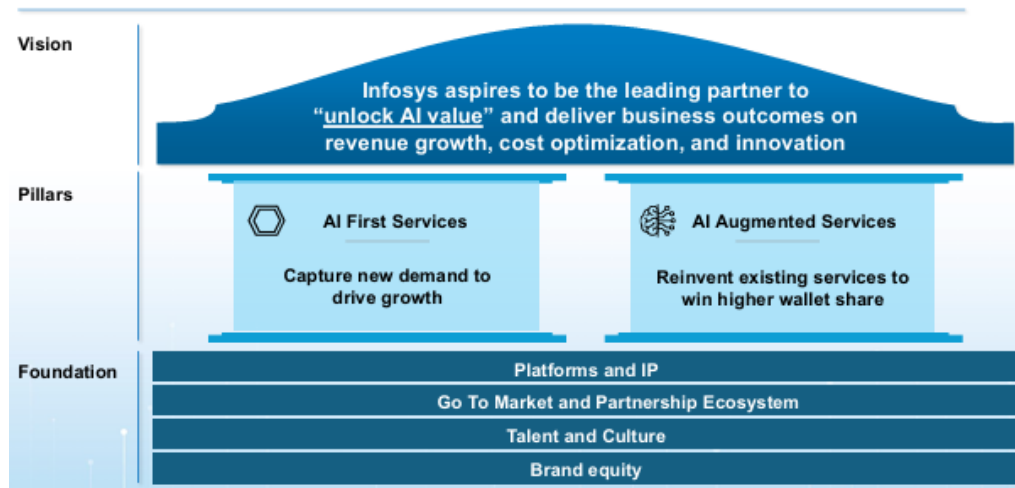 Vision
Infosys aspires to be the leading partner to
“unlock AI value” and deliver business outcomes on
revenue growth, cost optimization, and innovation
Pillars
AI First Services
Capture new demand to
drive growth
AI Augmented Services
Reinvent existing services to
win higher wallet share
Foundation
Platforms and IP
Go To Market and Partnership Ecosystem
Talent and Culture
Brand equity